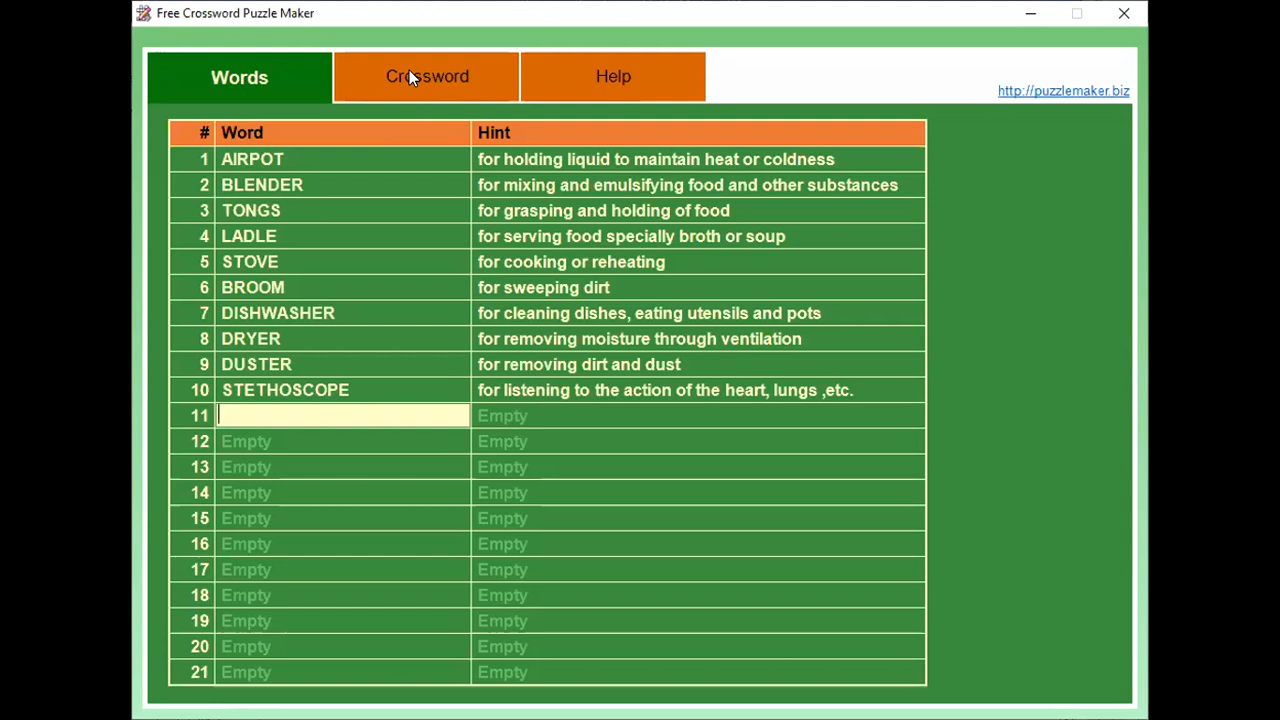 Free Crossword Puzzle Maker
Words
Crossword
Help
http://puzzlemaker.biz
# Word Hint
1 AIRPOT for holding liquid to maintain heat or coldness
2 BLENDER for mixing and emulsifying food and other substances
3 TONGS for grasping and holding of food
4 LADLE for serving food specially broth or soup
5 STOVE for cooking or reheating
6 BROOM for sweeping dirt
7 DISHWASHER for cleaning dishes, eating utensils and pots
8 DRYER for removing moisture through ventilation
9 DUSTER for removing dirt and dust
10 STETHOSCOPE for listening to the action of the heart, lungs ,etc.
11 Empty
12 Empty Empty
13 Empty Empty
14 Empty Empty
15 Empty Empty
16 Empty Empty
17 Empty Empty
18 Empty Empty
19 Empty Empty
20 Empty Empty
21 Empty Empty